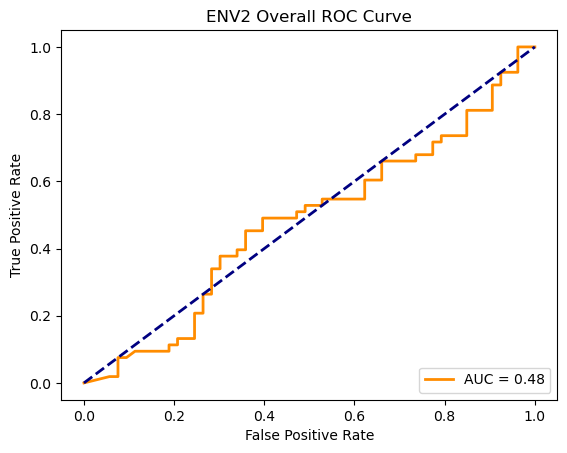 ENV2 Overall ROC Curve
True Positive Rate
1.0
0.8
0.6
0.4
0.2
0.0
AUC = 0.48
0.0 0.2 0.4 0.6 0.8 1.0
False Positive Rate